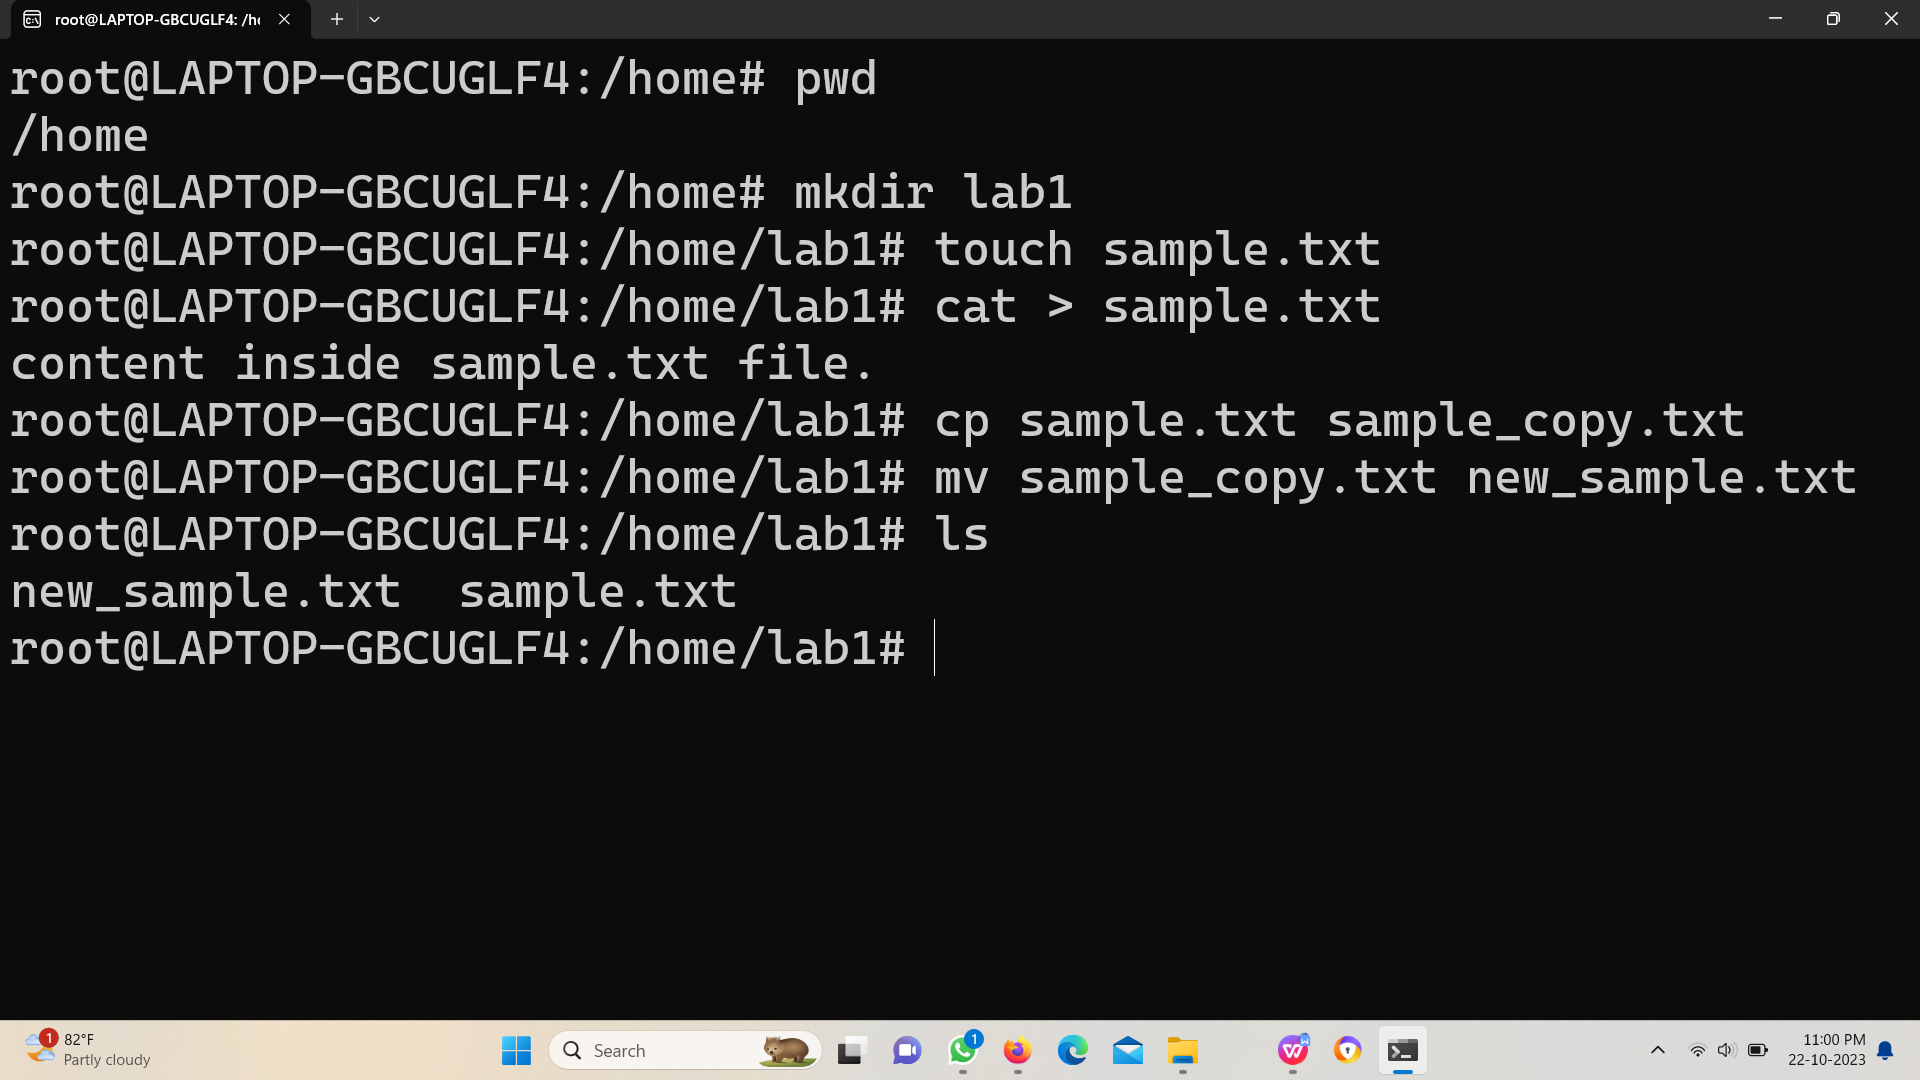 root@LAPTOP-GBCUGLF4: /h
root@LAPTOP-GBCUGLF4:/home# pwd
/home
root@LAPTOP-GBCUGLF4:/home# mkdir lab1
root@LAPTOP-GBCUGLF4:/home/lab1# touch sample.txt
root@LAPTOP-GBCUGLF4:/home/lab1# cat > sample.txt
content inside sample.txt file.
root@LAPTOP-GBCUGLF4:/home/lab1# cp sample.txt sample_copy.txt
root@LAPTOP-GBCUGLF4:/home/lab1# mv sample_copy.txt new_sample.txt
root@LAPTOP-GBCUGLF4:/home/lab1# ls
new_sample.txt  sample.txt
root@LAPTOP-GBCUGLF4:/home/lab1#
1
82°F
Partly cloudy
Search
1
11:00 PM
22-10-2023